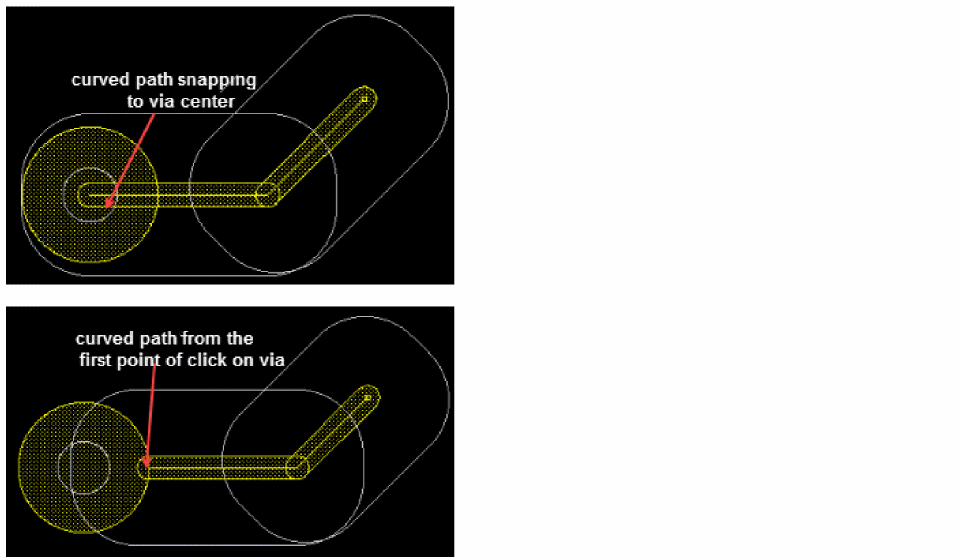 curved path snapping
to via center
curved path from the
first point of click on via